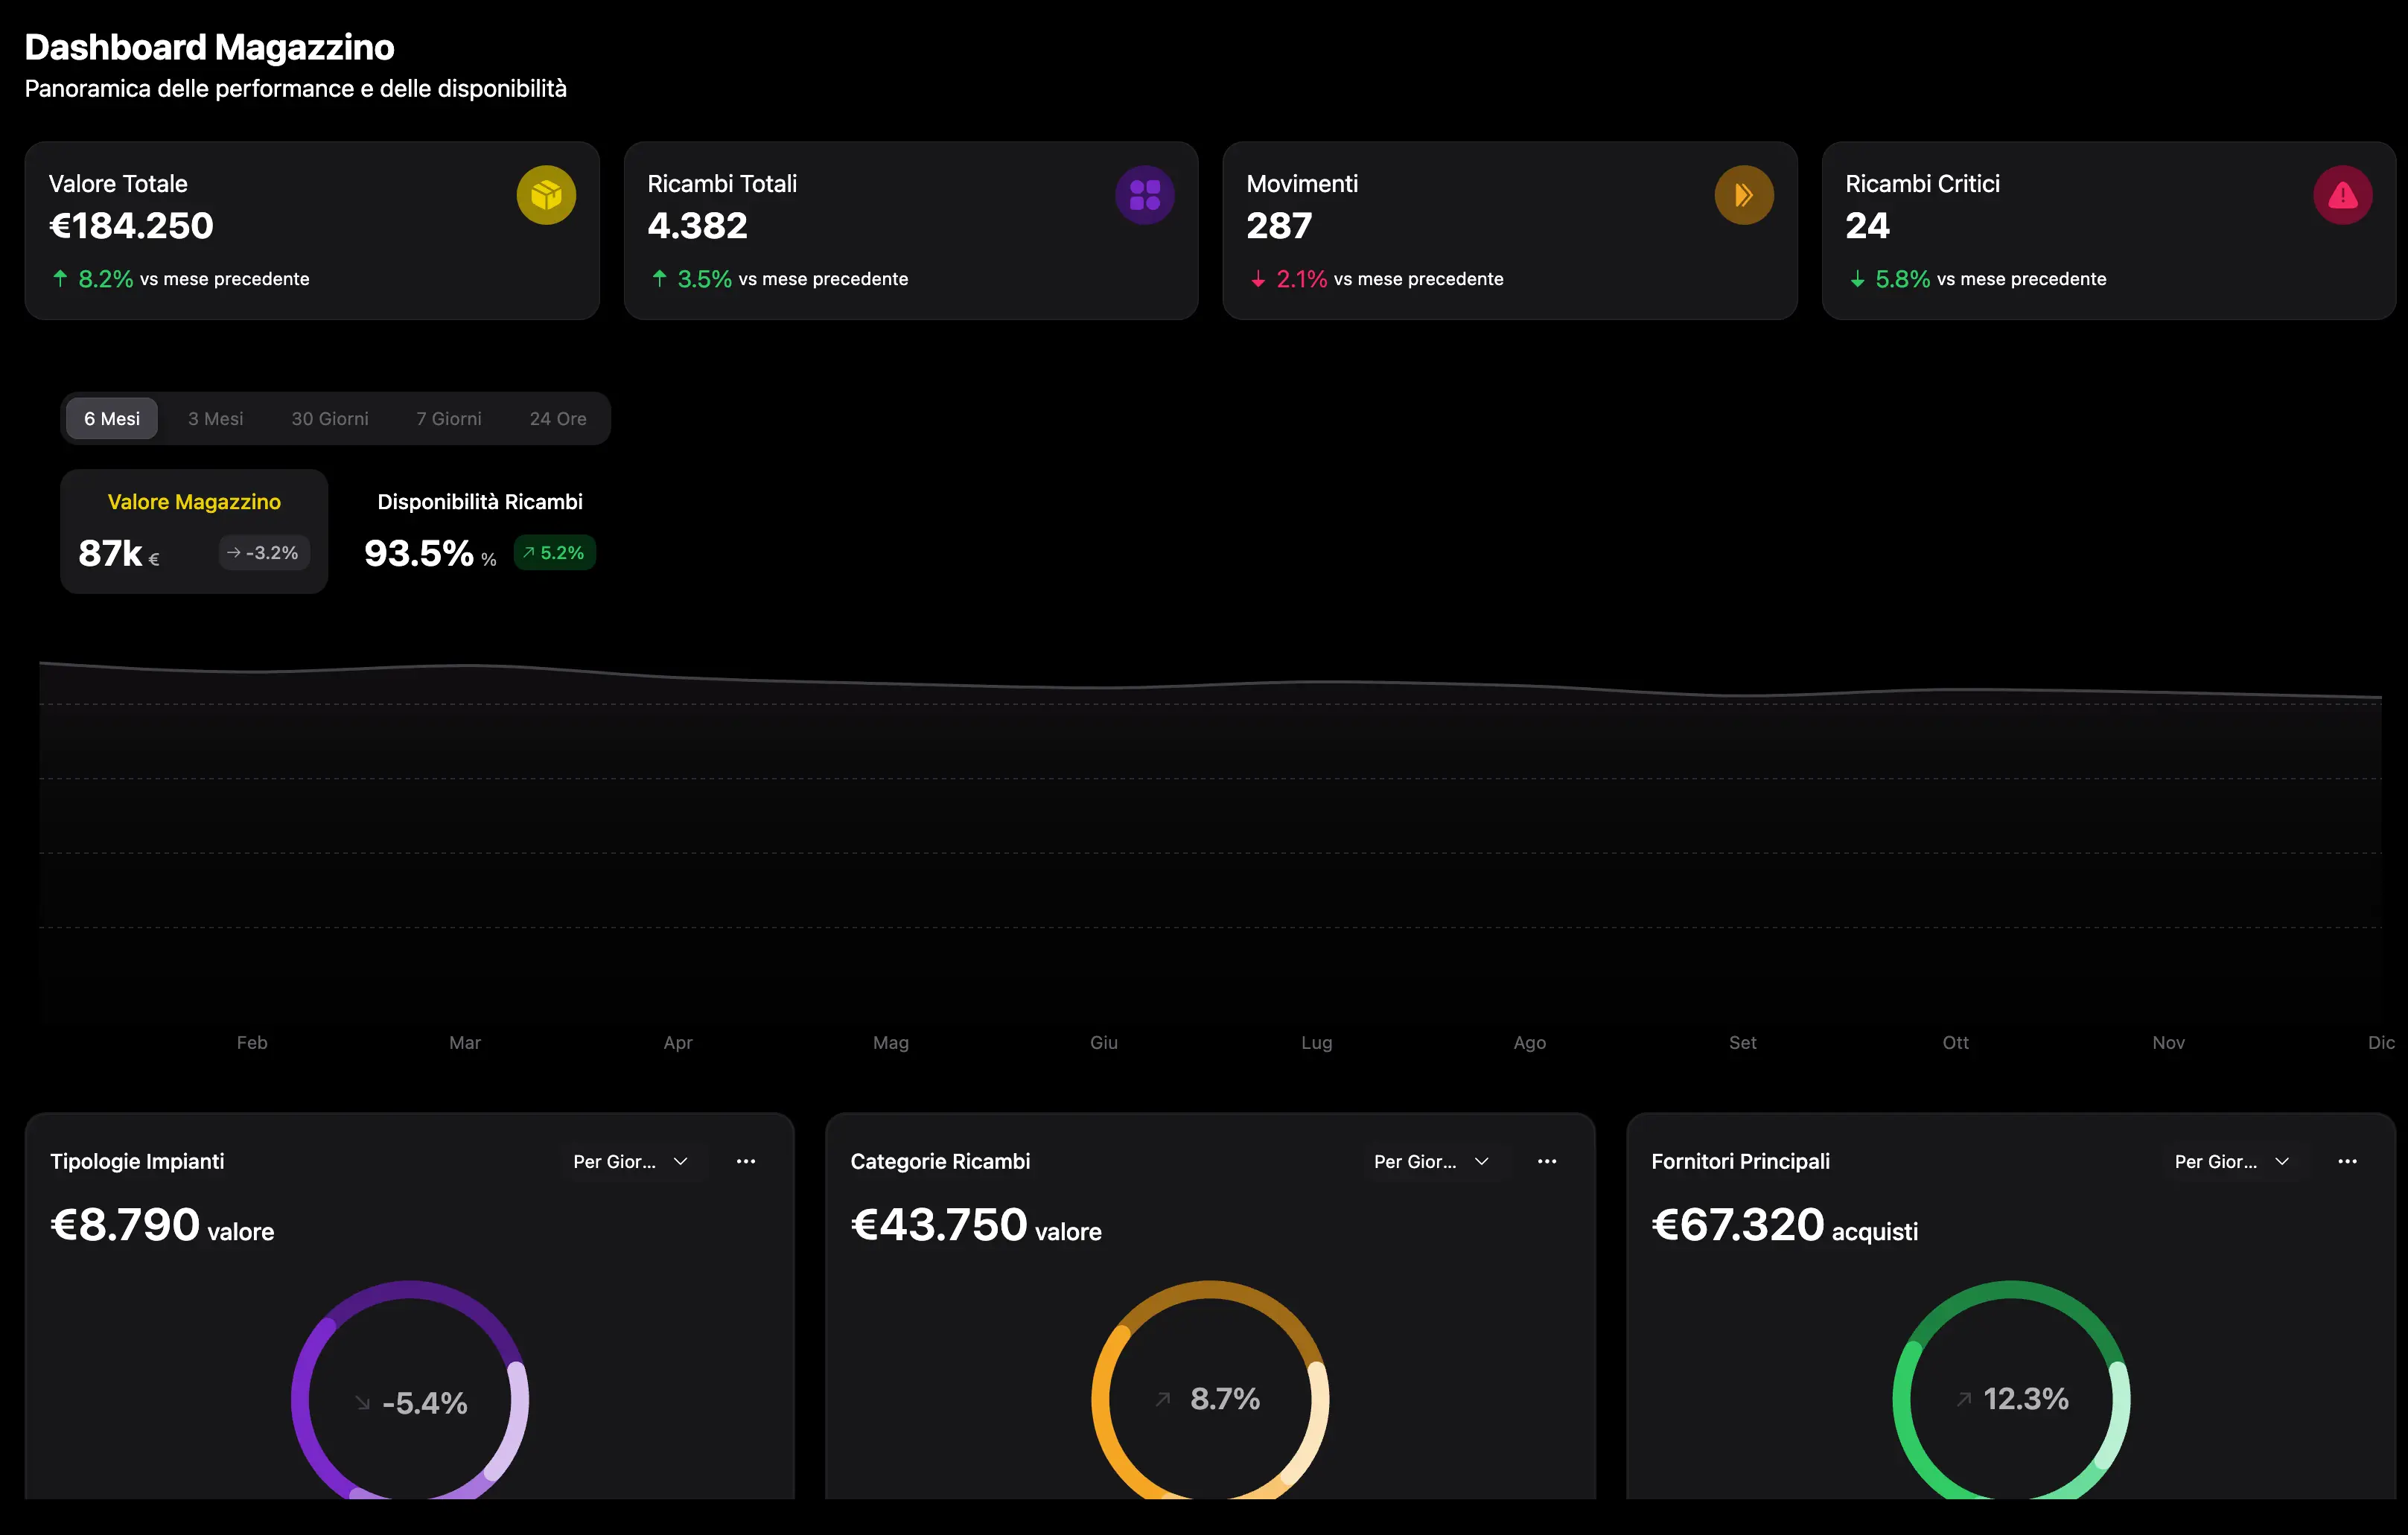 Dashboard Magazzino
Panoramica delle performance e delle disponibilità
Valore Totale
€184.250
8.2% vs mese precedente
Ricambi Totali
4.382
3.5% vs mese precedente
Movimenti
287
2.1% vs mese precedente
Ricambi Critici
24
5.8% vs mese precedente
6 Mesi 3 Mesi 30 Giorni 7 Giorni 24 Ore
Valore Magazzino
87k € -3.2%
Disponibilità Ricambi
93.5% % 5.2%
Feb Mar Apr Mag Giu Lug Ago Set Ott Nov Dic
Tipologie Impianti Per Gior...
€8.790 valore
-5.4%
Categorie Ricambi Per Gior...
€43.750 valore
8.7%
Fornitori Principali Per Gior...
€67.320 acquisti
12.3%